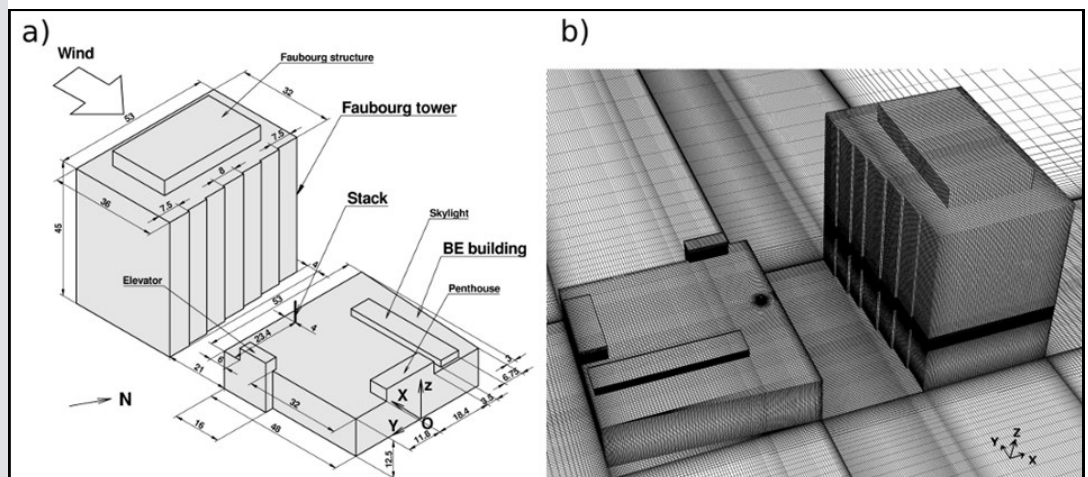 a)
Wind
Faubourg structure
53
32
Faubourg tower
7.5
6
7.5
36
45
Stack
Skylight
BE building
Elevator
Penthouse
4
53
4
23.4
6
21
N
32
16
48
X
Z
Y
O
12.5
11.8
18.4
3.5
6.75
3
b)
Y
Z
X